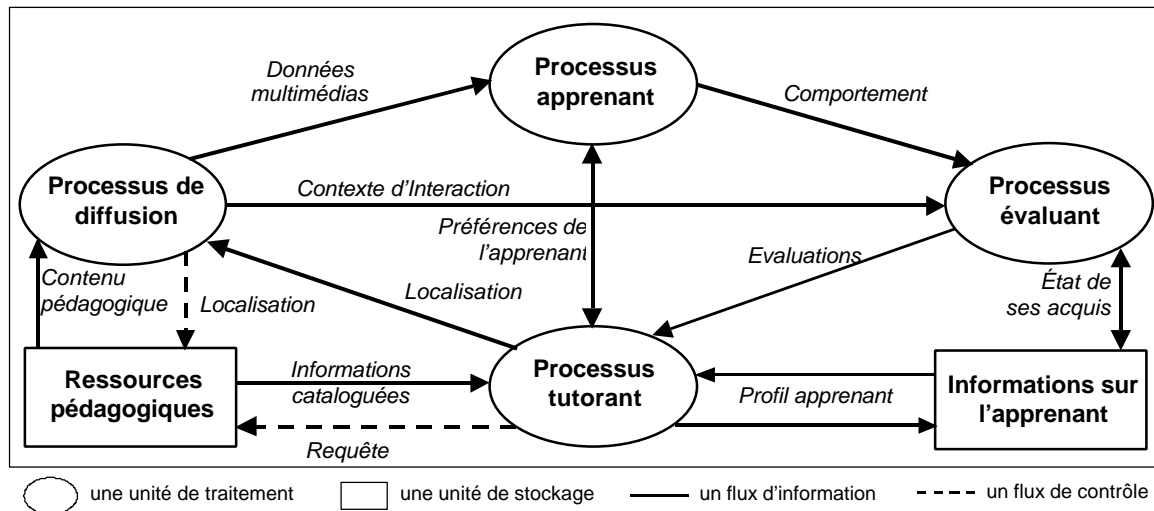 Données
multimédias
Processus
apprenant
Comportement
Processus de
diffusion
Contexte d'Interaction
Processus
évaluant
Préférences de
l'apprenant
Evaluations
Contenu
pédagogique
Localisation
Localisation
État de
ses acquis
Ressources
pédagogiques
Informations
cataloguées
Processus
tutorant
Profil apprenant
Informations sur
l'apprenant
Requête
une unité de traitement
une unité de stockage
un flux d'information
un flux de contrôle